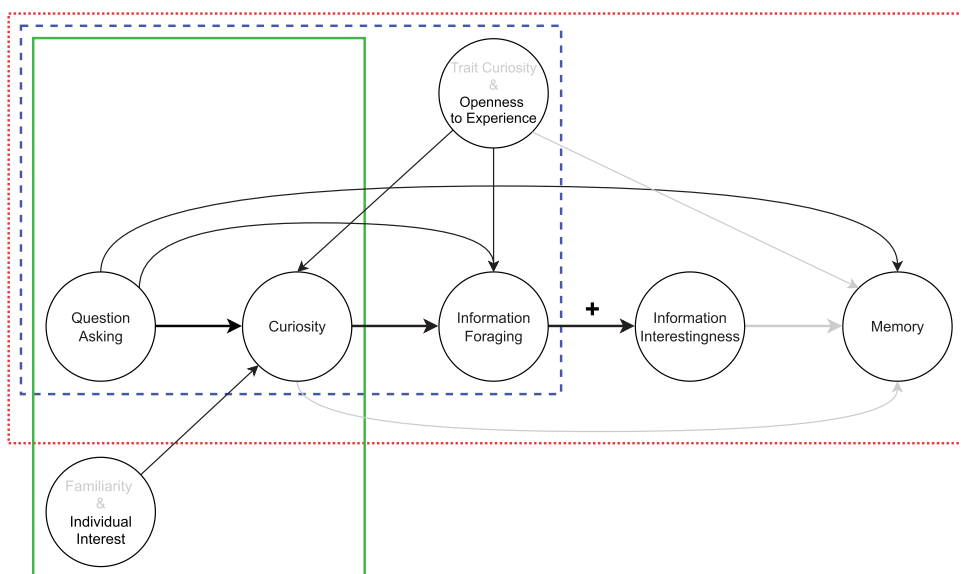 Trait Curiosity
&
Openness
to Experience
Question
Asking
Curiosity
Information
Foraging
+
Information
Interestingness
Memory
Familiarity
&
Individual
Interest